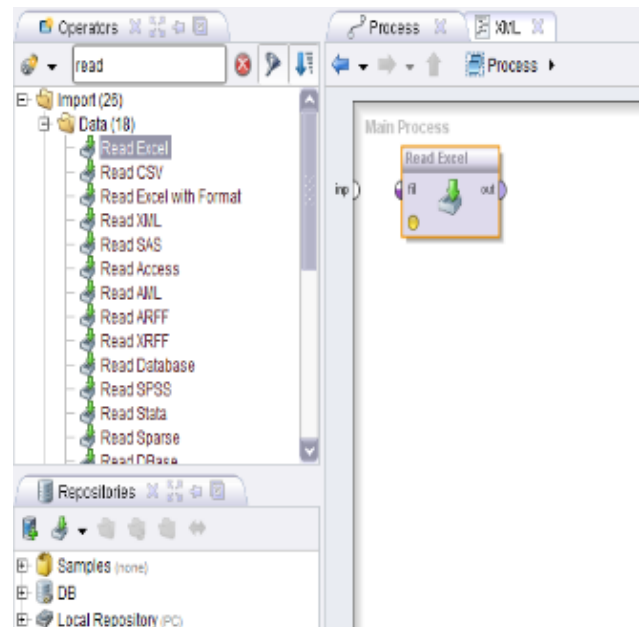 Operators
read
Import (26)
Data (18)
Read Excel
Read CSV
Read Excel with Format
Read XML
Read SAS
Read Access
Read AML
Read ARFF
Read XRFF
Read Database
Read SPSS
Read Stata
Read Sparse
Read DBase
Repositories
Samples (none)
DB
Local Repository (PC)
Process
XML
Process
Main Process
Read Excel
inp
fil
out